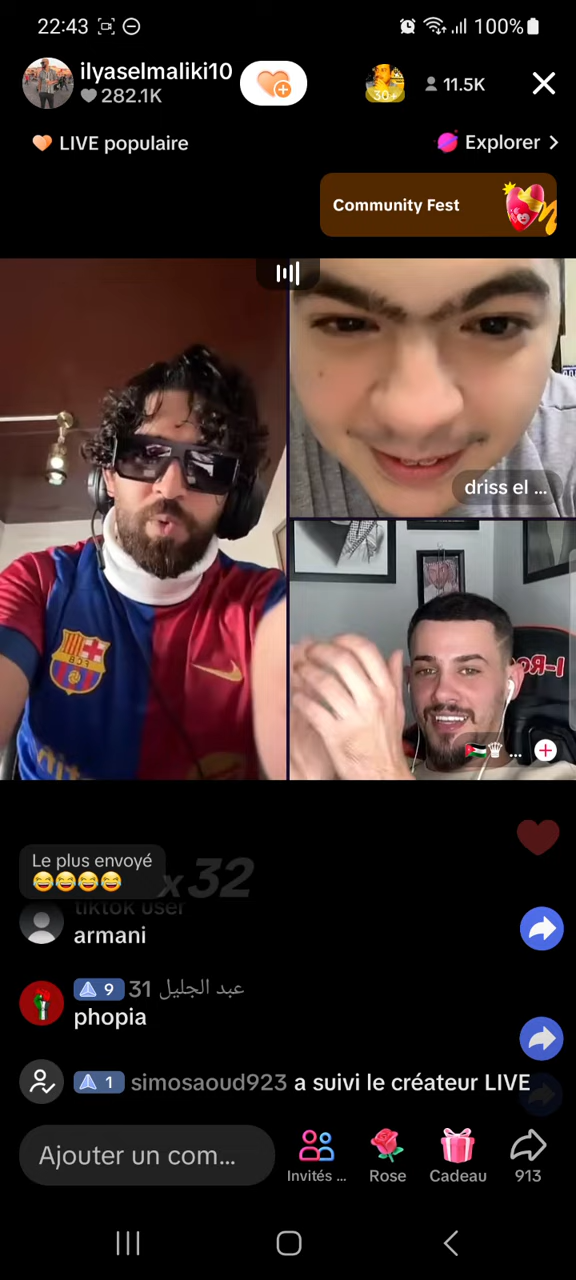 22:43
100%
ilyaselmaliki10
282.1K
30+
11.5K
LIVE populaire
Explorer
Community Fest
FCB
driss el ...
...
Le plus envoyé
😂😂😂😂
x32
tiktok user
armani
9 عبد الجليل 31
phopia
1 simosaoud923 a suivi le créateur LIVE
Ajouter un com...
Invités ...
Rose
Cadeau
913